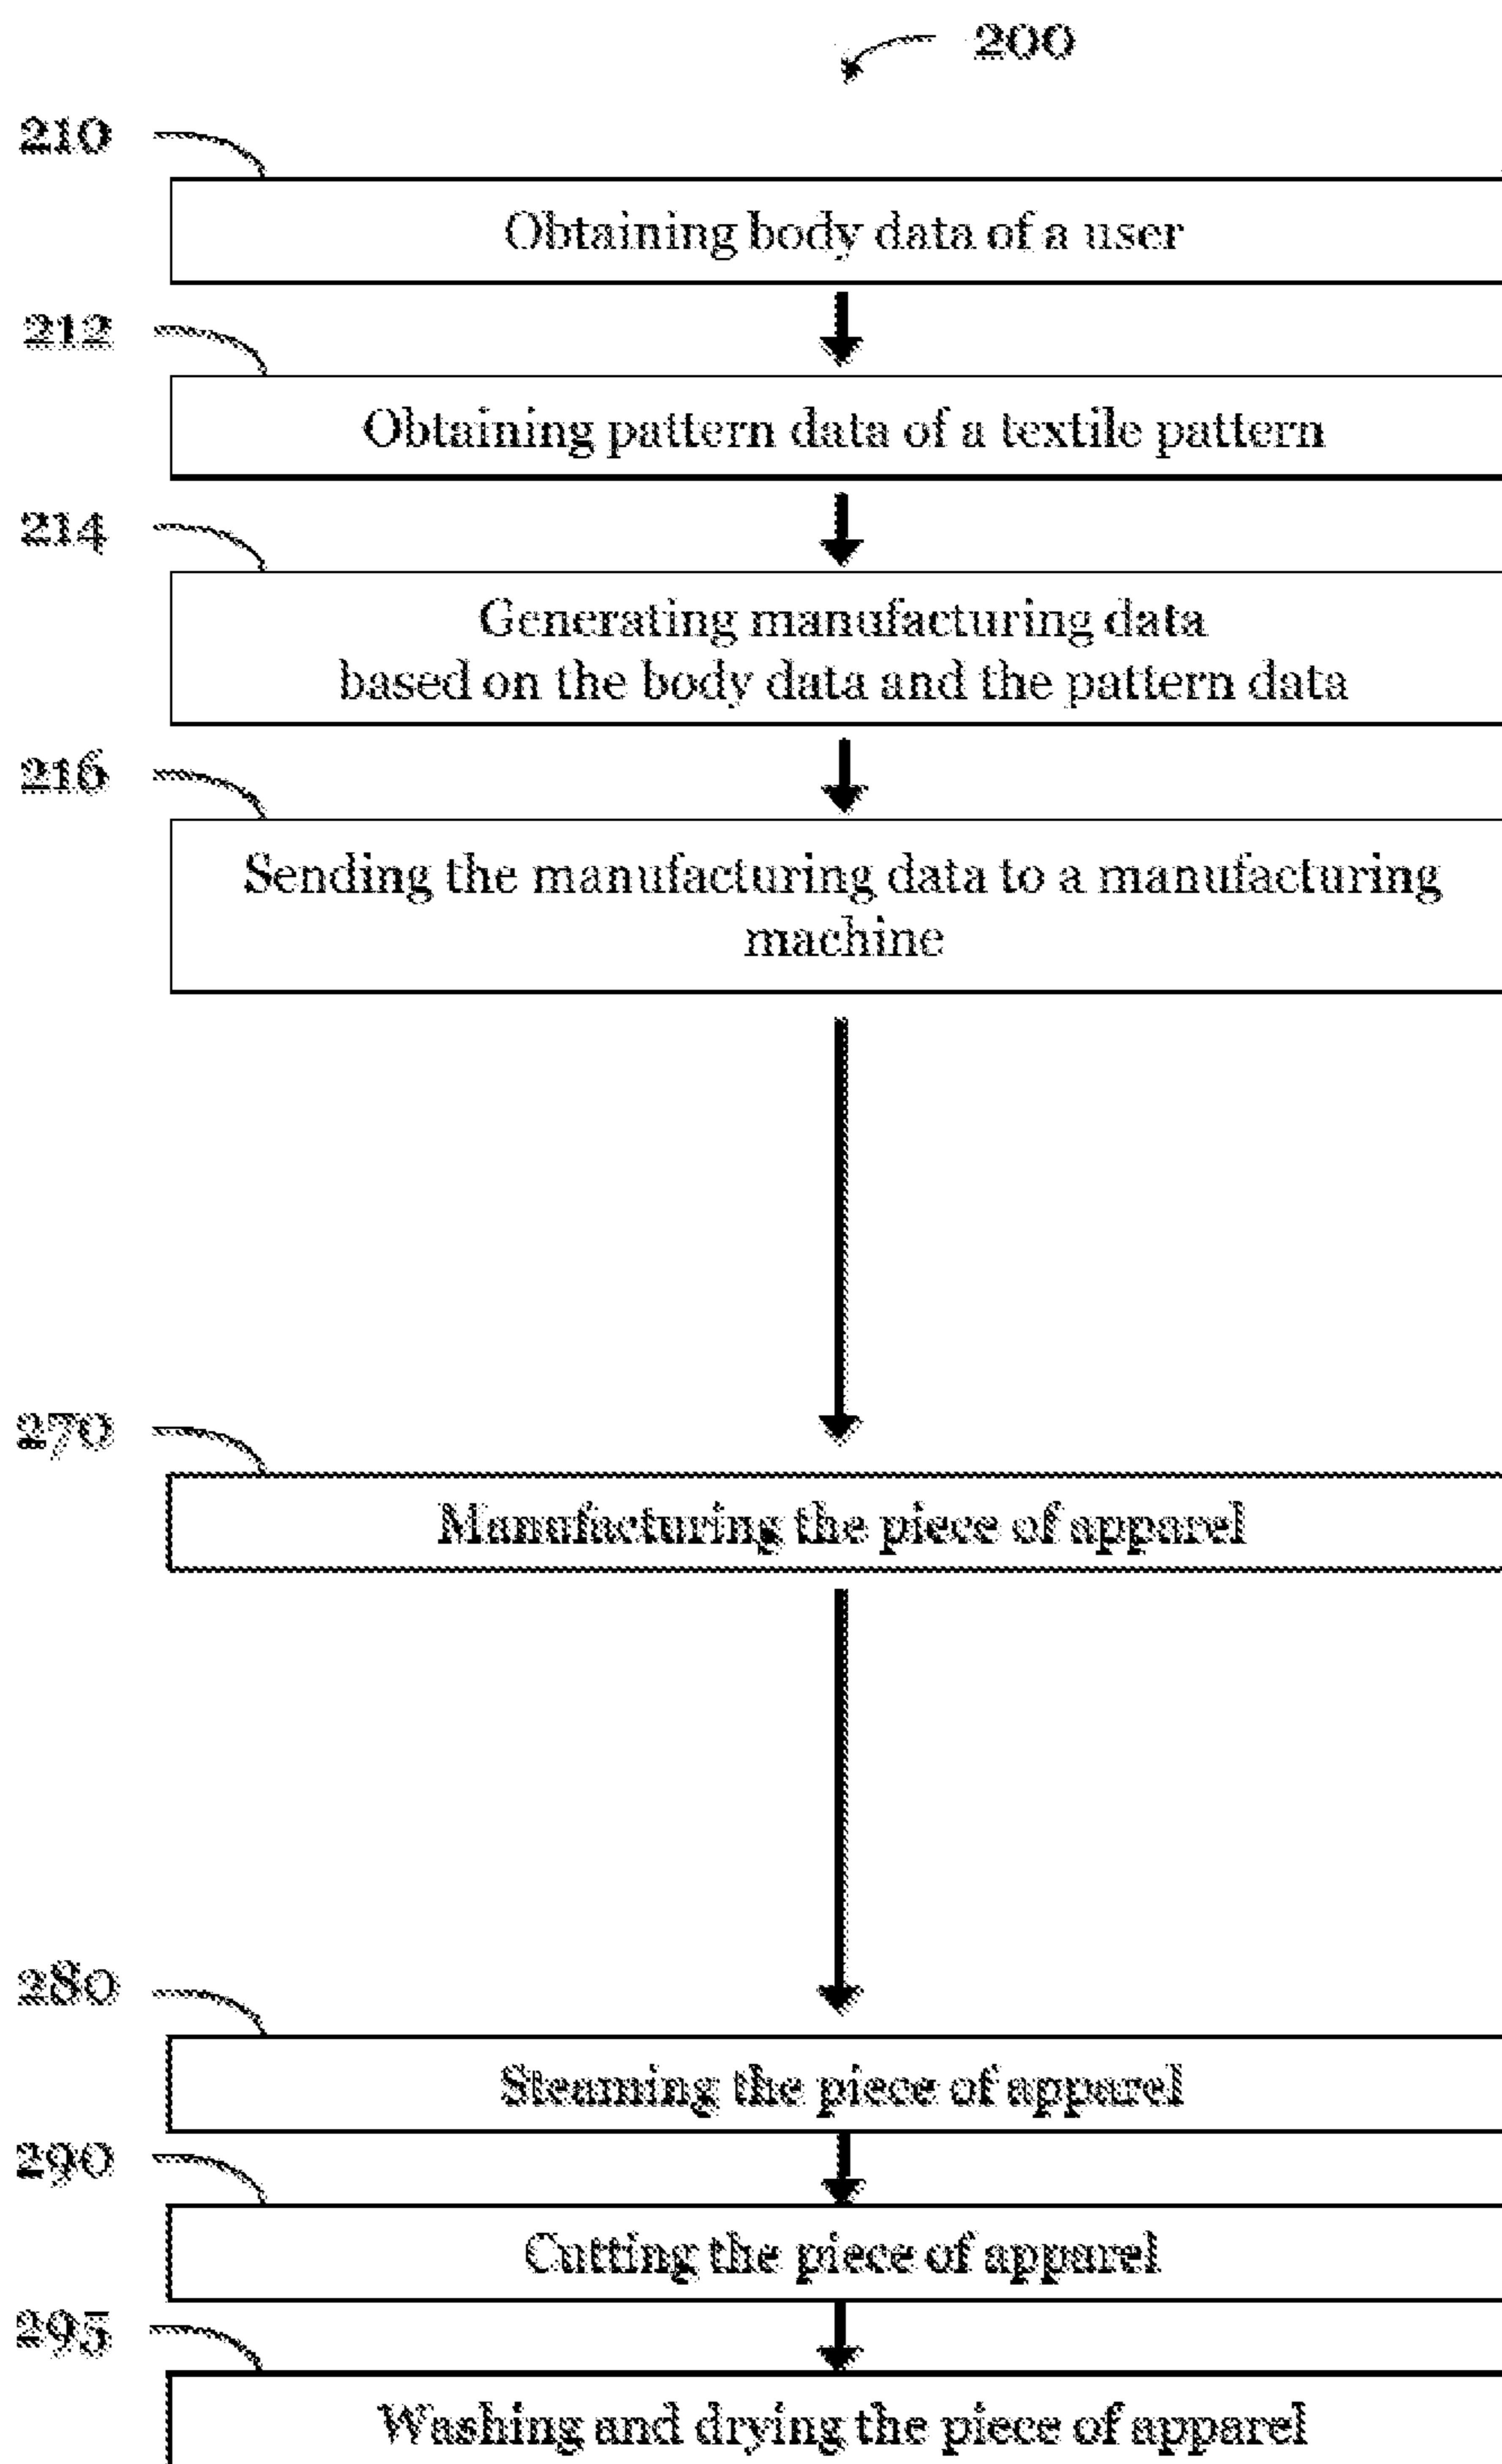 200
210
Obtaining body data of a user
212
Obtaining pattern data of a textile pattern
214
Generating manufacturing data
based on the body data and the pattern data
216
Sending the manufacturing data to a manufacturing
machine
270
Manufacturing the piece of apparel
280
Steaming the piece of apparel
290
Cutting the piece of apparel
295
Washing and drying the piece of apparel